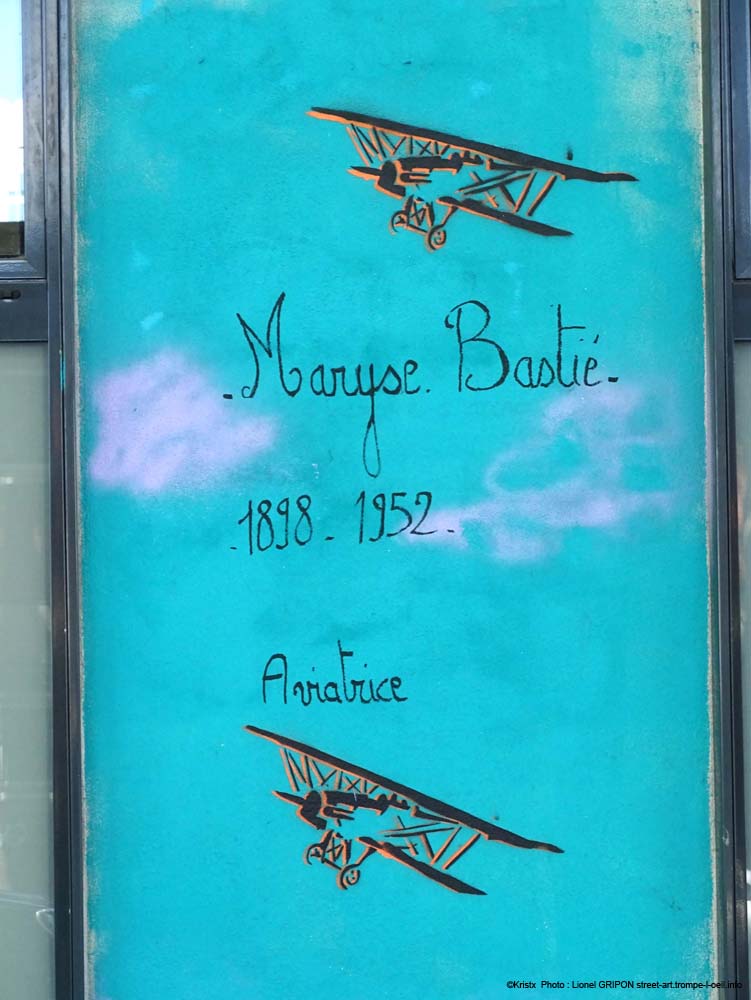 - Maryse. Bastié -
- 1898 - 1952 -
Aviatrice
©Kristx Photo : Lionel GRIPON street-art.trompe-l-oeil.info